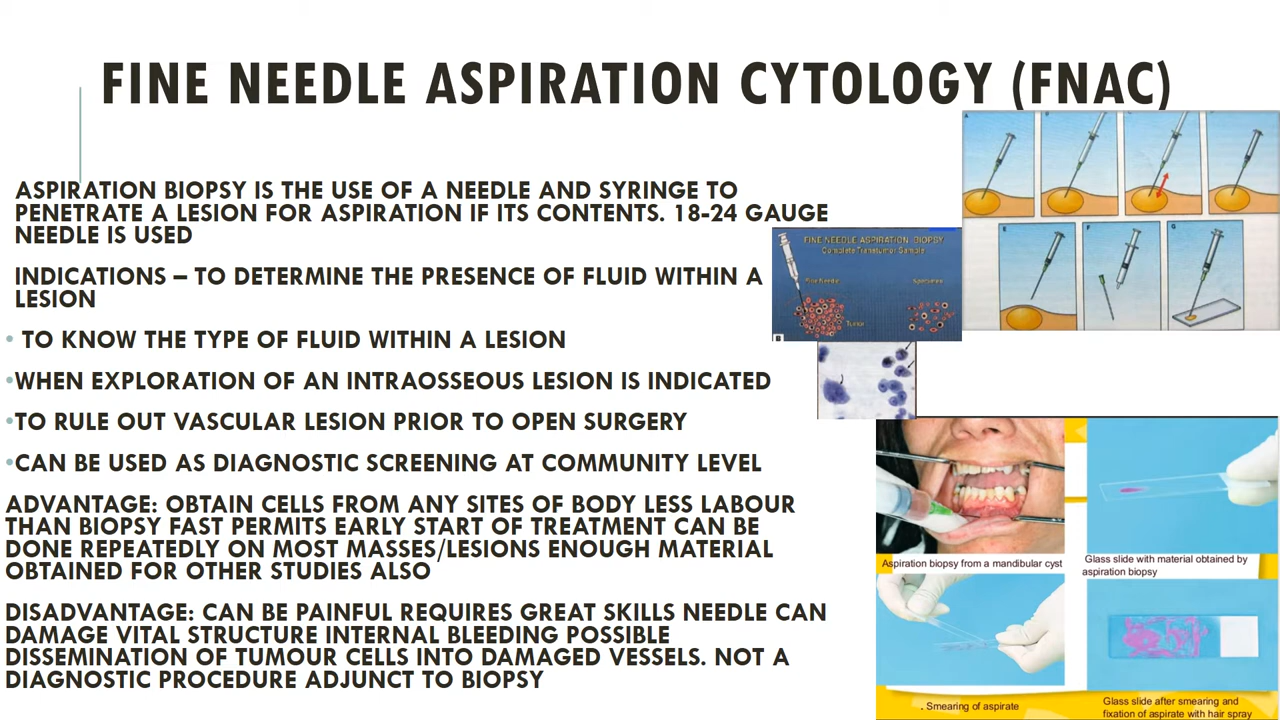 FINE NEEDLE ASPIRATION CYTOLOGY (FNAC)
ASPIRATION BIOPSY IS THE USE OF A NEEDLE AND SYRINGE TO
PENETRATE A LESION FOR ASPIRATION IF ITS CONTENTS. 18-24 GAUGE
NEEDLE IS USED
INDICATIONS – TO DETERMINE THE PRESENCE OF FLUID WITHIN A
LESION
• TO KNOW THE TYPE OF FLUID WITHIN A LESION
•WHEN EXPLORATION OF AN INTRAOSSEOUS LESION IS INDICATED
•TO RULE OUT VASCULAR LESION PRIOR TO OPEN SURGERY
•CAN BE USED AS DIAGNOSTIC SCREENING AT COMMUNITY LEVEL
ADVANTAGE: OBTAIN CELLS FROM ANY SITES OF BODY LESS LABOUR
THAN BIOPSY FAST PERMITS EARLY START OF TREATMENT CAN BE
DONE REPEATEDLY ON MOST MASSES/LESIONS ENOUGH MATERIAL
OBTAINED FOR OTHER STUDIES ALSO
DISADVANTAGE: CAN BE PAINFUL REQUIRES GREAT SKILLS NEEDLE CAN
DAMAGE VITAL STRUCTURE INTERNAL BLEEDING POSSIBLE
DISSEMINATION OF TUMOUR CELLS INTO DAMAGED VESSELS. NOT A
DIAGNOSTIC PROCEDURE ADJUNCT TO BIOPSY
A
E
F
G
FINE NEEDLE ASPIRATION BIOPSY
Complete Transtumor Sample
Fine Needle
Specimen
Tumor
B
Aspiration biopsy from a mandibular cyst
Glass slide with material obtained by
aspiration biopsy
. Smearing of aspirate
Glass slide after smearing and
fixation of aspirate with hair spray